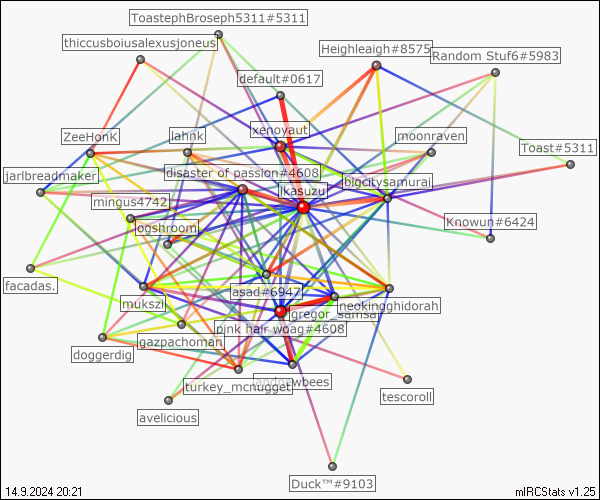 ToastephBroseph5311#5311
thiccusboiusalexusjoneus
Heighleaigh#8575
Random Stuf6#5983
default#0617
xenoyaut
ZeeHonK
lahnk
moonraven
Toast#5311
jarlbreadmaker
disaster of passion#4608
bigcitysamurai
ikasuzu
mingus4742
Knowun#6424
ogshroom
facadas.
mukszi
asad#6947
neokingghidorah
gregor_samsa
pink hair woag#4608
gazpachoman
doggerdig
turkey_mcnugget
andrewbees
tescoroll
avelicious
Duck™#9103
14.9.2024 20:21
mIRCStats v1.25